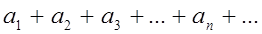 a₁ + a₂ + a₃ + ... + aₙ + ...